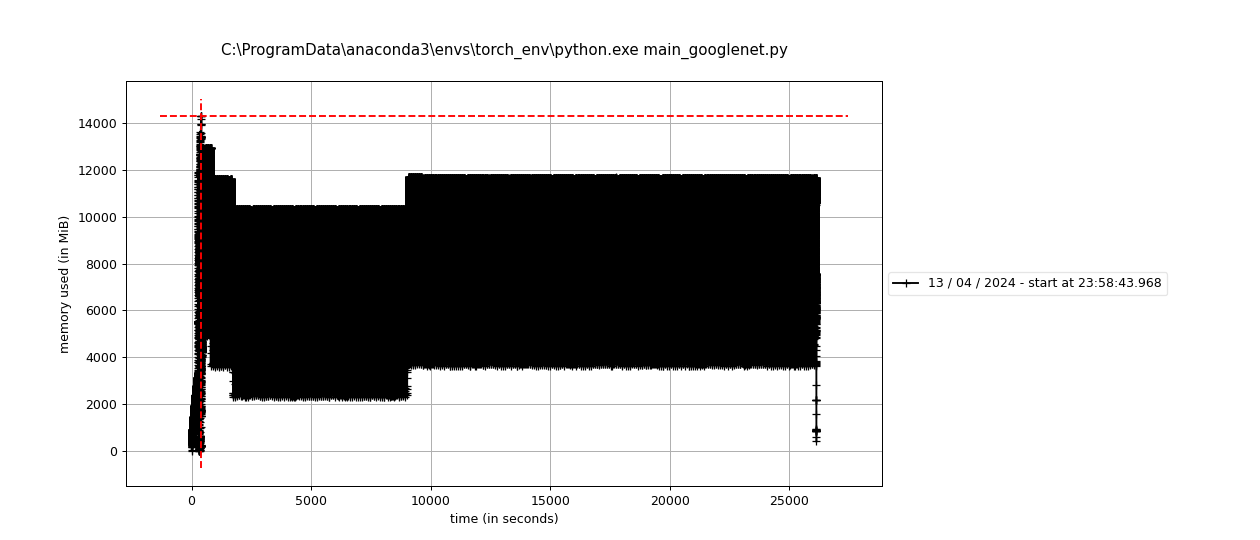 C:\ProgramData\anaconda3\envs\torch_env\python.exe main_googlenet.py
memory used (in MiB)
14000
12000
10000
8000
6000
4000
2000
0
0 5000 10000 15000 20000 25000
time (in seconds)
13 / 04 / 2024 - start at 23:58:43.968